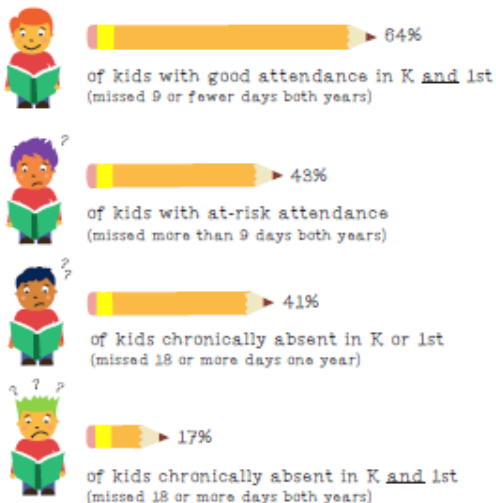 64%
of kids with good attendance in K and 1st
(missed 9 or fewer days both years)
?
43%
of kids with at-risk attendance
(missed more than 9 days both years)
? ?
41%
of kids chronically absent in K or 1st
(missed 18 or more days one year)
? ? ?
17%
of kids chronically absent in K and 1st
(missed 18 or more days both years)